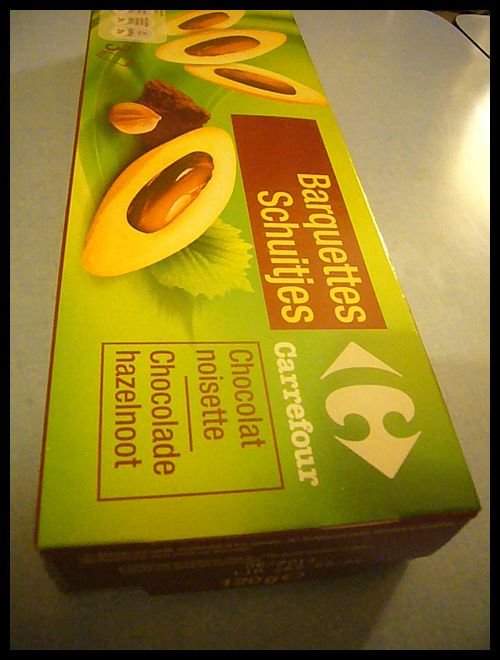 Barquettes
Schuitjes
Carrefour
Chocolat
noisette
Chocolade
hazelnoot